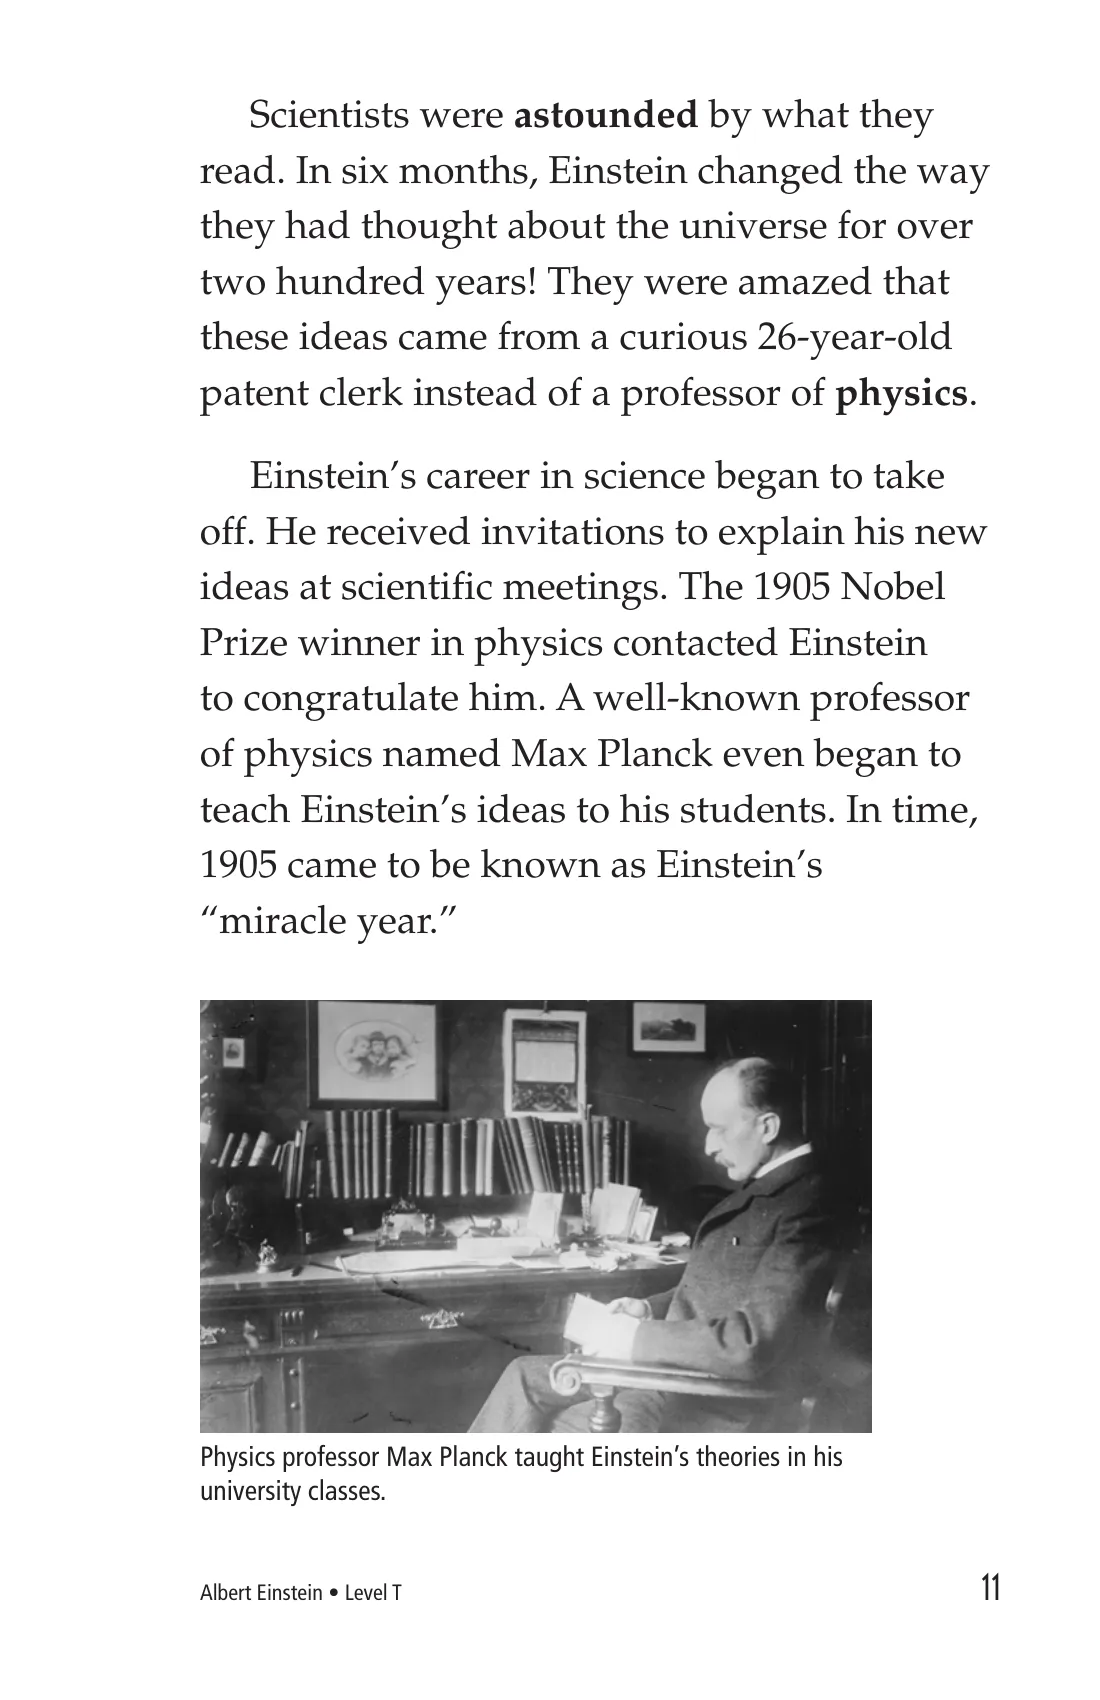 Scientists were astounded by what they
read. In six months, Einstein changed the way
they had thought about the universe for over
two hundred years! They were amazed that
these ideas came from a curious 26-year-old
patent clerk instead of a professor of physics.
Einstein’s career in science began to take
off. He received invitations to explain his new
ideas at scientific meetings. The 1905 Nobel
Prize winner in physics contacted Einstein
to congratulate him. A well-known professor
of physics named Max Planck even began to
teach Einstein’s ideas to his students. In time,
1905 came to be known as Einstein’s
“miracle year.”
Physics professor Max Planck taught Einstein’s theories in his
university classes.
Albert Einstein • Level T
11